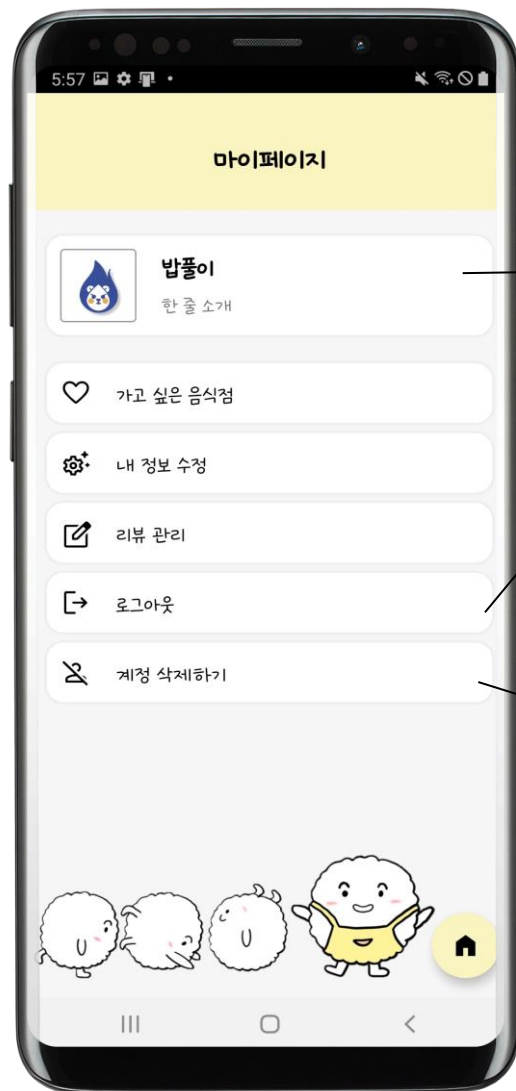 5:57
마이페이지
밥풀이
한 줄 소개
가고 싶은 음식점
내 정보 수정
리뷰 관리
로그아웃
계정 삭제하기